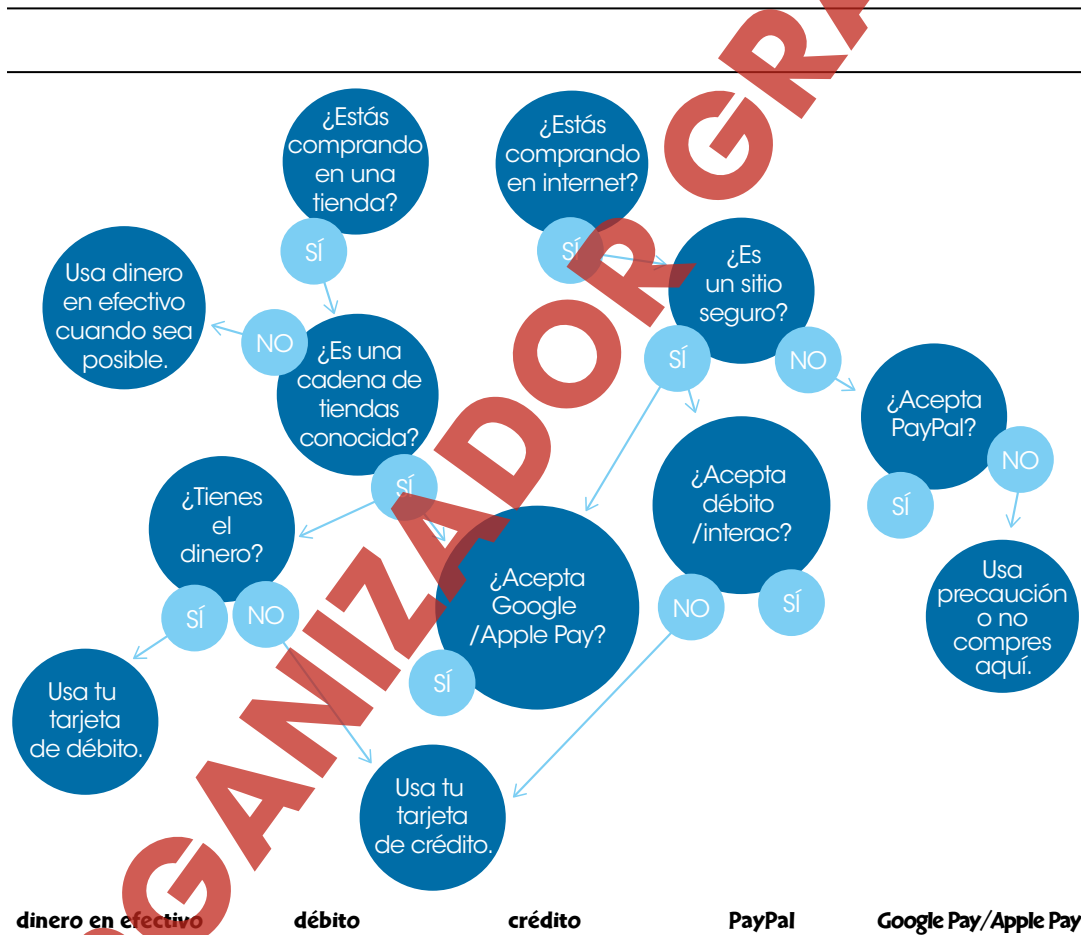 ¿Estás
comprando
en una
tienda?
SÍ
¿Estás
comprando
en internet?
SÍ
¿Es
un sitio
seguro?
SÍ
NO
Usa dinero
en efectivo
cuando sea
posible.
NO
¿Es una
cadena de
tiendas
conocida?
SÍ
¿Acepta
PayPal?
SÍ
NO
¿Tienes
el
dinero?
SÍ
NO
¿Acepta
débito
/interac?
NO
SÍ
¿Acepta
Google
/Apple Pay?
SÍ
Usa
precaución
o no
compres
aquí.
Usa tu
tarjeta
de débito.
Usa tu
tarjeta
de crédito.
dinero en efectivo débito crédito PayPal Google Pay/Apple Pay
ORGANIZADOR GRA